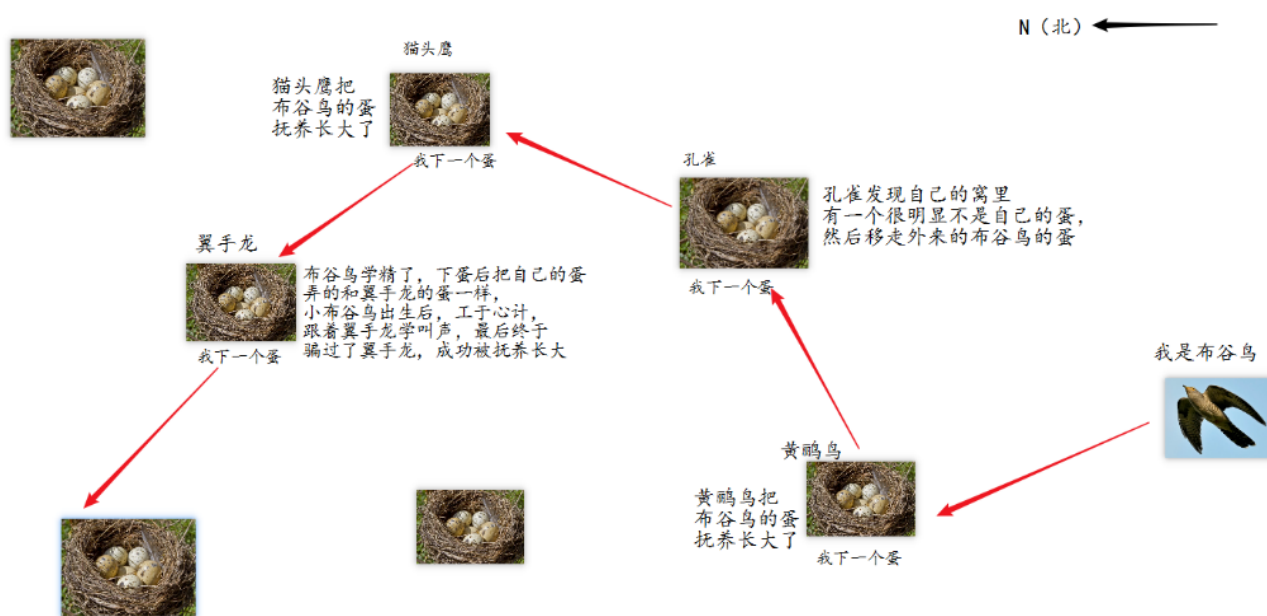 N（北）
猫头鹰
猫头鹰把
布谷鸟的蛋
抚养长大了
我下一个蛋
孔雀
孔雀发现自己的窝里
有一个很明显不是自己的蛋，
然后移走外来的布谷鸟的蛋
我下一个蛋
翼手龙
布谷鸟学精了，下蛋后把自己的蛋
弄的和翼手龙的蛋一样，
小布谷鸟出生后，工于心计，
跟着翼手龙学叫声，最后终于
骗过了翼手龙，成功被抚养长大
我下一个蛋
我是布谷鸟
黄鹂鸟
黄鹂鸟把
布谷鸟的蛋
抚养长大了
我下一个蛋